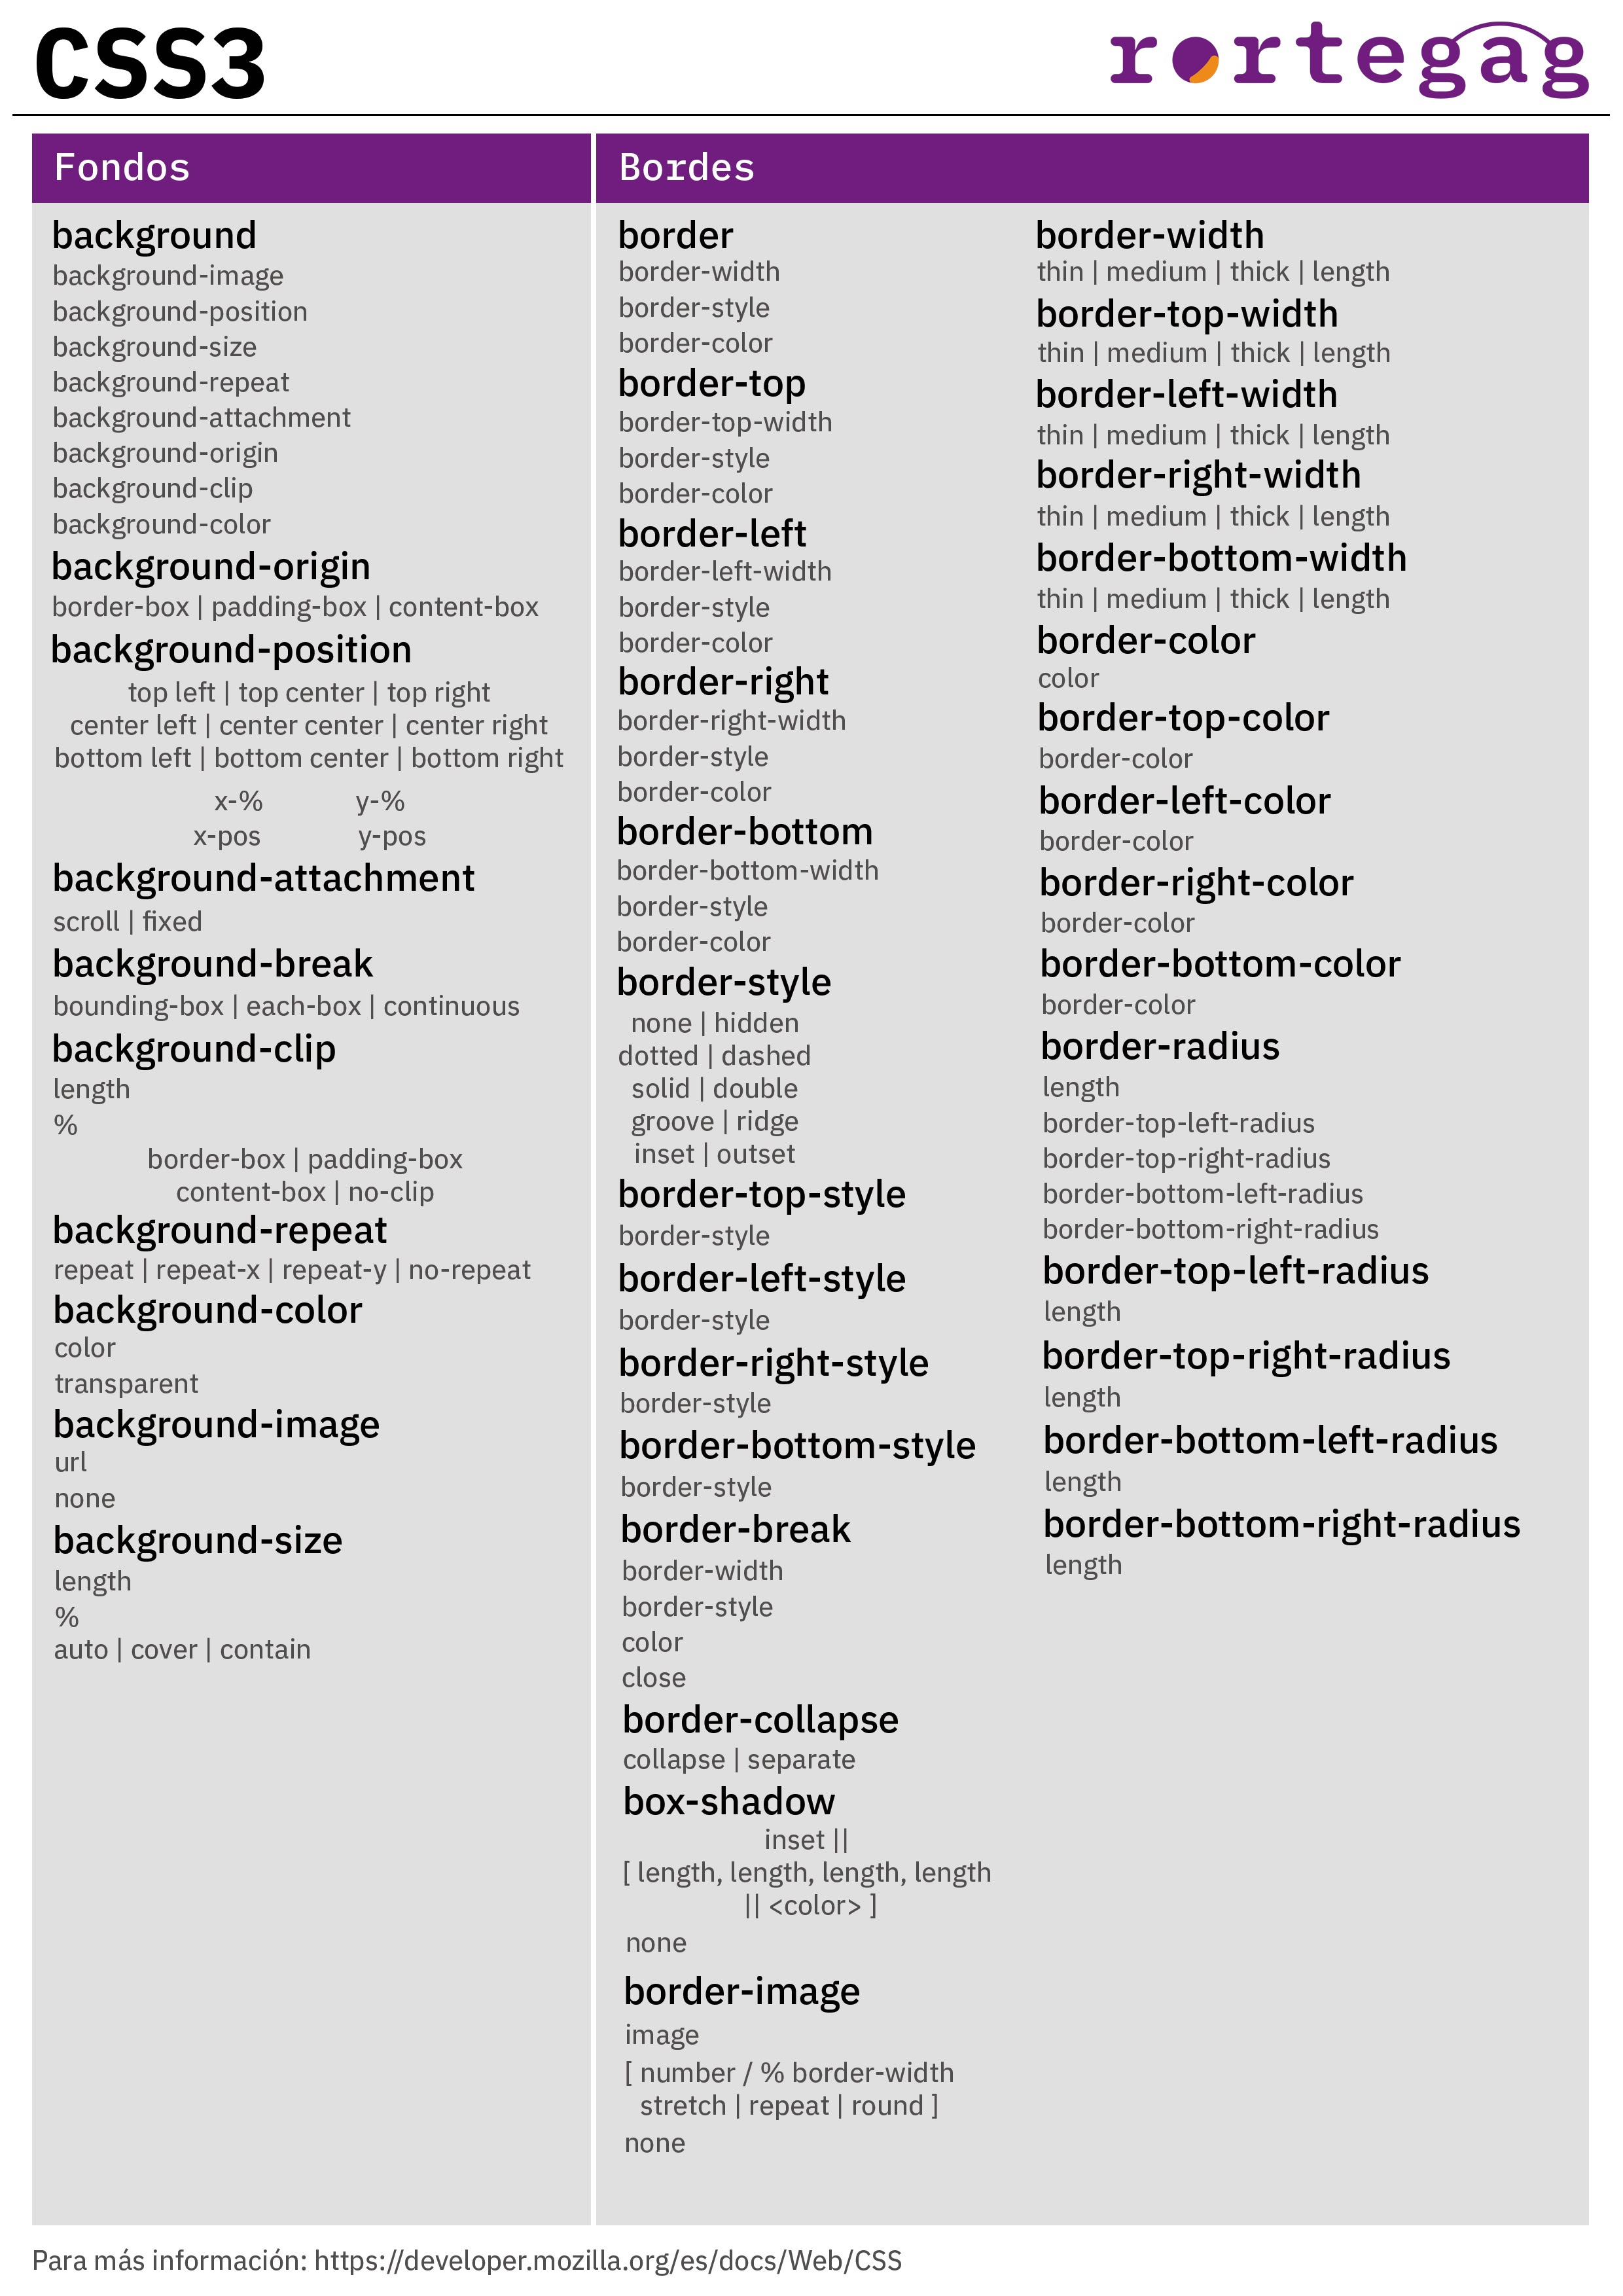 CSS3
rortegag
Fondos
background
background-image
background-position
background-size
background-repeat
background-attachment
background-origin
background-clip
background-color
background-origin
border-box | padding-box | content-box
background-position
top left | top center | top right
center left | center center | center right
bottom left | bottom center | bottom right
x-% y-%
x-pos y-pos
background-attachment
scroll | fixed
background-break
bounding-box | each-box | continuous
background-clip
length
%
border-box | padding-box
content-box | no-clip
background-repeat
repeat | repeat-x | repeat-y | no-repeat
background-color
color
transparent
background-image
url
none
background-size
length
%
auto | cover | contain
Bordes
border
border-width
border-style
border-color
border-top
border-top-width
border-style
border-color
border-left
border-left-width
border-style
border-color
border-right
border-right-width
border-style
border-color
border-bottom
border-bottom-width
border-style
border-color
border-style
none | hidden
dotted | dashed
solid | double
groove | ridge
inset | outset
border-top-style
border-style
border-left-style
border-style
border-right-style
border-style
border-bottom-style
border-style
border-break
border-width
border-style
color
close
border-collapse
collapse | separate
box-shadow
inset ||
[ length, length, length, length
|| <color> ]
none
border-image
image
[ number / % border-width
stretch | repeat | round ]
none
border-width
thin | medium | thick | length
border-top-width
thin | medium | thick | length
border-left-width
thin | medium | thick | length
border-right-width
thin | medium | thick | length
border-bottom-width
thin | medium | thick | length
border-color
color
border-top-color
border-color
border-left-color
border-color
border-right-color
border-color
border-bottom-color
border-color
border-radius
length
border-top-left-radius
border-top-right-radius
border-bottom-left-radius
border-bottom-right-radius
border-top-left-radius
length
border-top-right-radius
length
border-bottom-left-radius
length
border-bottom-right-radius
length
Para más información: https://developer.mozilla.org/es/docs/Web/CSS